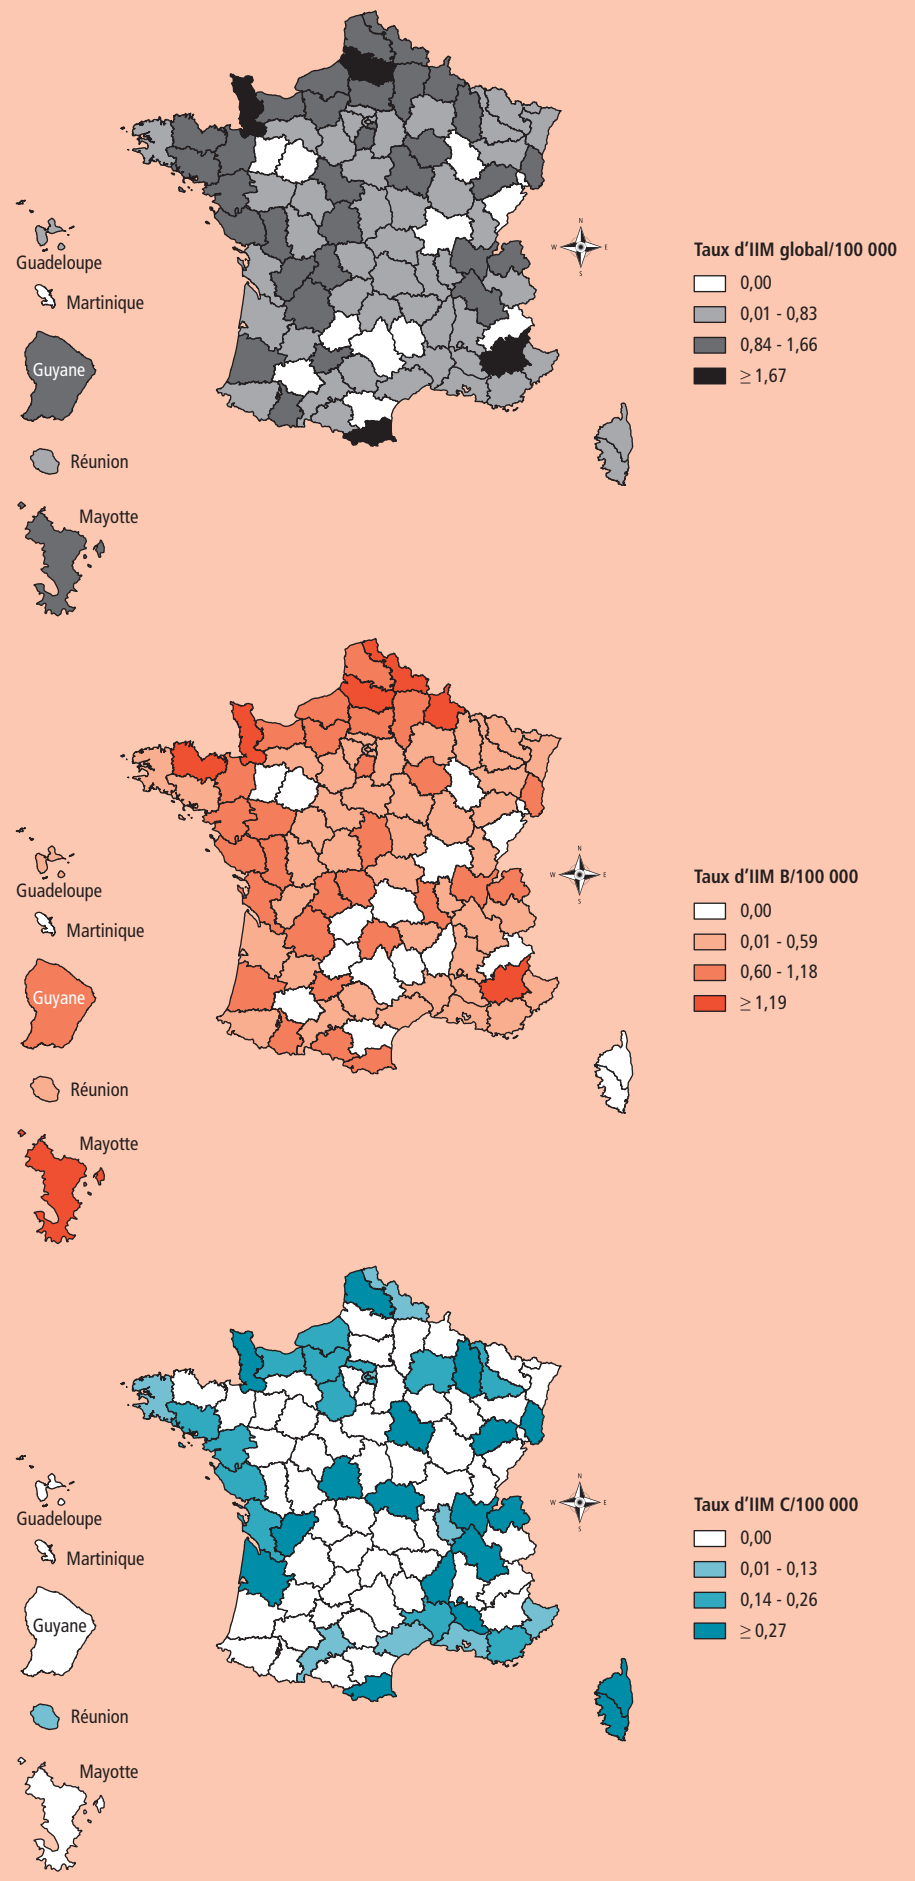 N
W E
S
Guadeloupe
Martinique
Guyane
Réunion
Mayotte
Taux d'IIM global/100 000
0,00
0,01 - 0,83
0,84 - 1,66
≥ 1,67
N
W E
S
Guadeloupe
Martinique
Guyane
Réunion
Mayotte
Taux d'IIM B/100 000
0,00
0,01 - 0,59
0,60 - 1,18
≥ 1,19
N
W E
S
Guadeloupe
Martinique
Guyane
Réunion
Mayotte
Taux d'IIM C/100 000
0,00
0,01 - 0,13
0,14 - 0,26
≥ 0,27